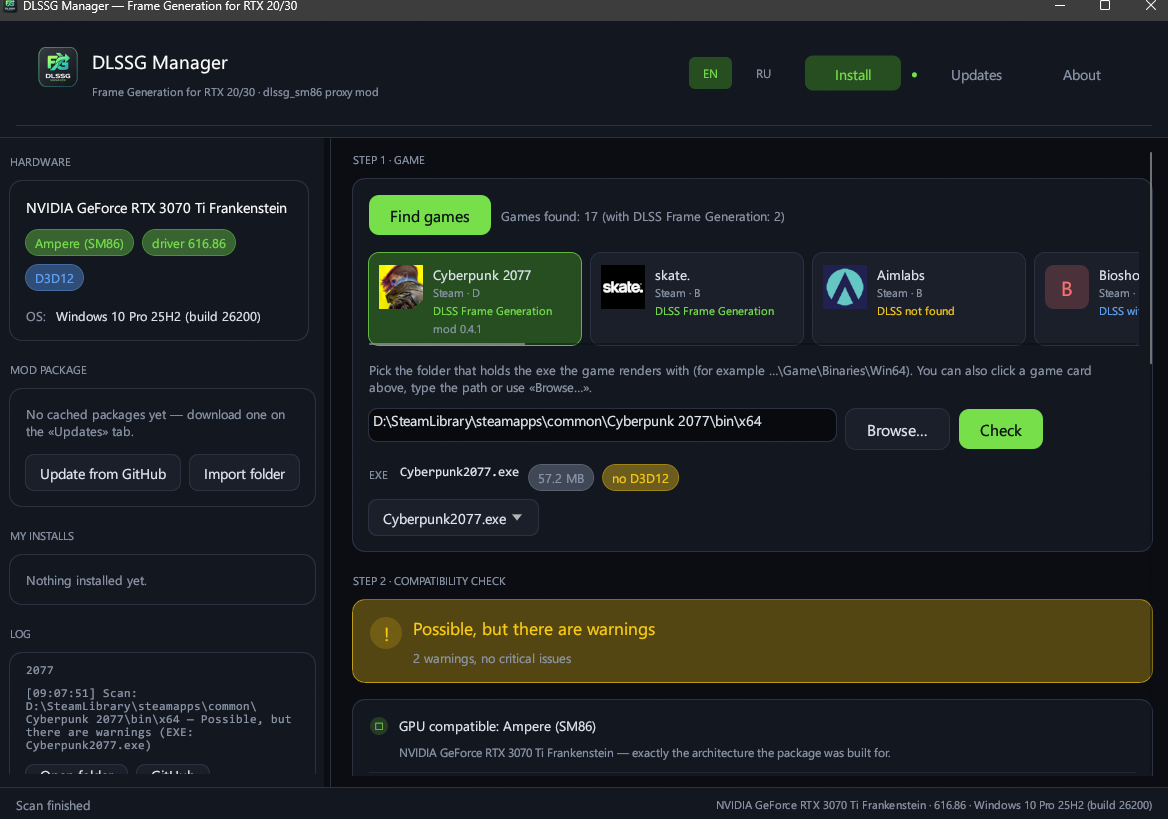 DLSSG Manager — Frame Generation for RTX 20/30
FG
DLSSG
DLSSG Manager
Frame Generation for RTX 20/30 · dlssg_sm86 proxy mod
EN
RU
Install
Updates
About
HARDWARE
NVIDIA GeForce RTX 3070 Ti Frankenstein
Ampere (SM86)
driver 616.86
D3D12
OS: Windows 10 Pro 25H2 (build 26200)
MOD PACKAGE
No cached packages yet — download one on
the «Updates» tab.
Update from GitHub
Import folder
MY INSTALLS
Nothing installed yet.
LOG
2077
[09:07:51] Scan:
D:\SteamLibrary\steamapps\common\
Cyberpunk 2077\bin\x64 — Possible, but
there are warnings (EXE:
Cyberpunk2077.exe)
Open folder
GitHub
STEP 1 · GAME
Find games
Games found: 17 (with DLSS Frame Generation: 2)
Cyberpunk 2077
Steam · D
DLSS Frame Generation
mod 0.4.1
skate.
skate.
Steam · B
DLSS Frame Generation
Aimlabs
Steam · B
DLSS not found
B
Biosho
Steam ·
DLSS wi
Pick the folder that holds the exe the game renders with (for example ...\Game\Binaries\Win64). You can also click a game card
above, type the path or use «Browse...».
D:\SteamLibrary\steamapps\common\Cyberpunk 2077\bin\x64
Browse...
Check
EXE
Cyberpunk2077.exe
57.2 MB
no D3D12
Cyberpunk2077.exe
STEP 2 · COMPATIBILITY CHECK
!
Possible, but there are warnings
2 warnings, no critical issues
GPU compatible: Ampere (SM86)
NVIDIA GeForce RTX 3070 Ti Frankenstein — exactly the architecture the package was built for.
Scan finished
NVIDIA GeForce RTX 3070 Ti Frankenstein · 616.86 · Windows 10 Pro 25H2 (build 26200)